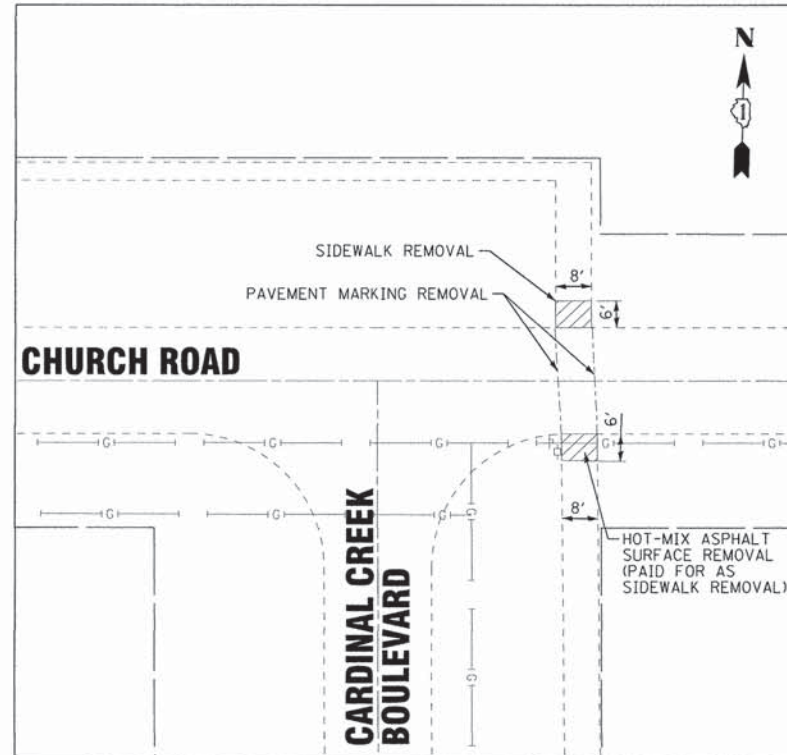 N
1
SIDEWALK REMOVAL
8'
PAVEMENT MARKING REMOVAL
6'
CHURCH ROAD
6'
G G G G G
G G G
G
8'
HOT-MIX ASPHALT
SURFACE REMOVAL
(PAID FOR AS
SIDEWALK REMOVAL)
CARDINAL CREEK
BOULEVARD
G